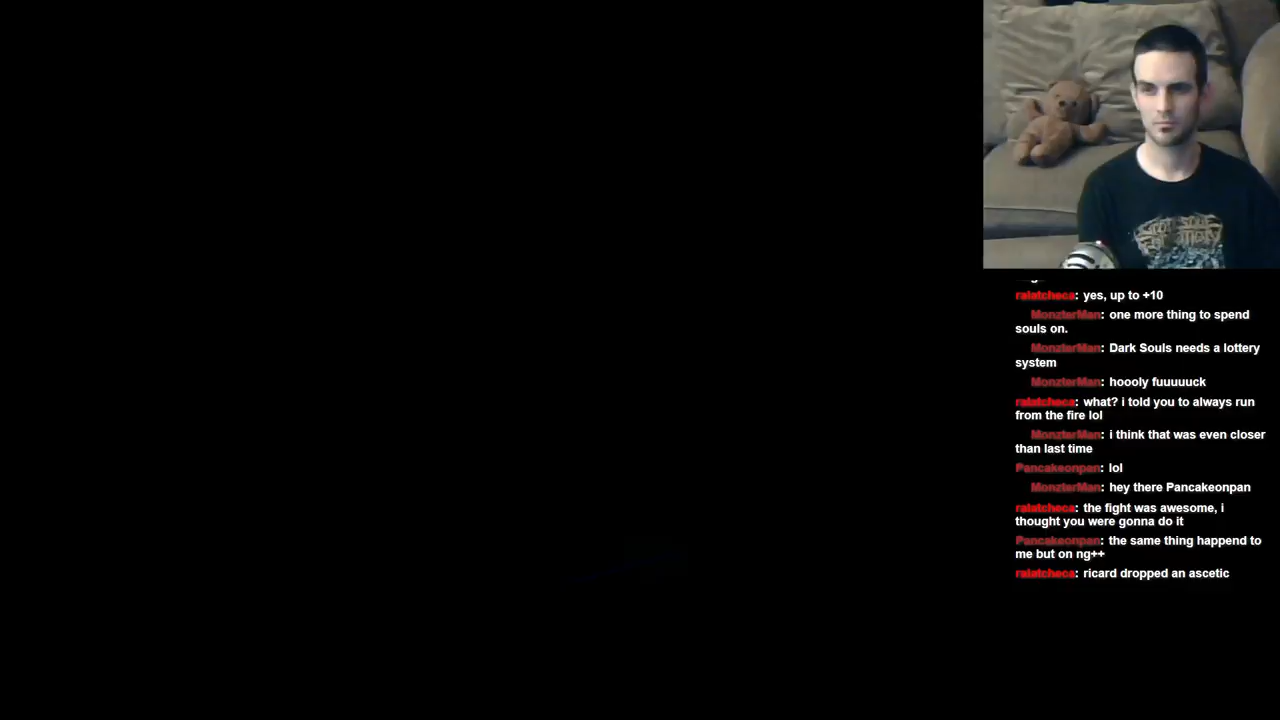 ralatcheca: yes, up to +10
MonzterMan: one more thing to spend
souls on.
MonzterMan: Dark Souls needs a lottery
system
MonzterMan: hoooly fuuuuuck
ralatcheca: what? i told you to always run
from the fire lol
MonzterMan: i think that was even closer
than last time
Pancakeonpan: lol
MonzterMan: hey there Pancakeonpan
ralatcheca: the fight was awesome, i
thought you were gonna do it
Pancakeonpan: the same thing happend to
me but on ng++
ralatcheca: ricard dropped an ascetic